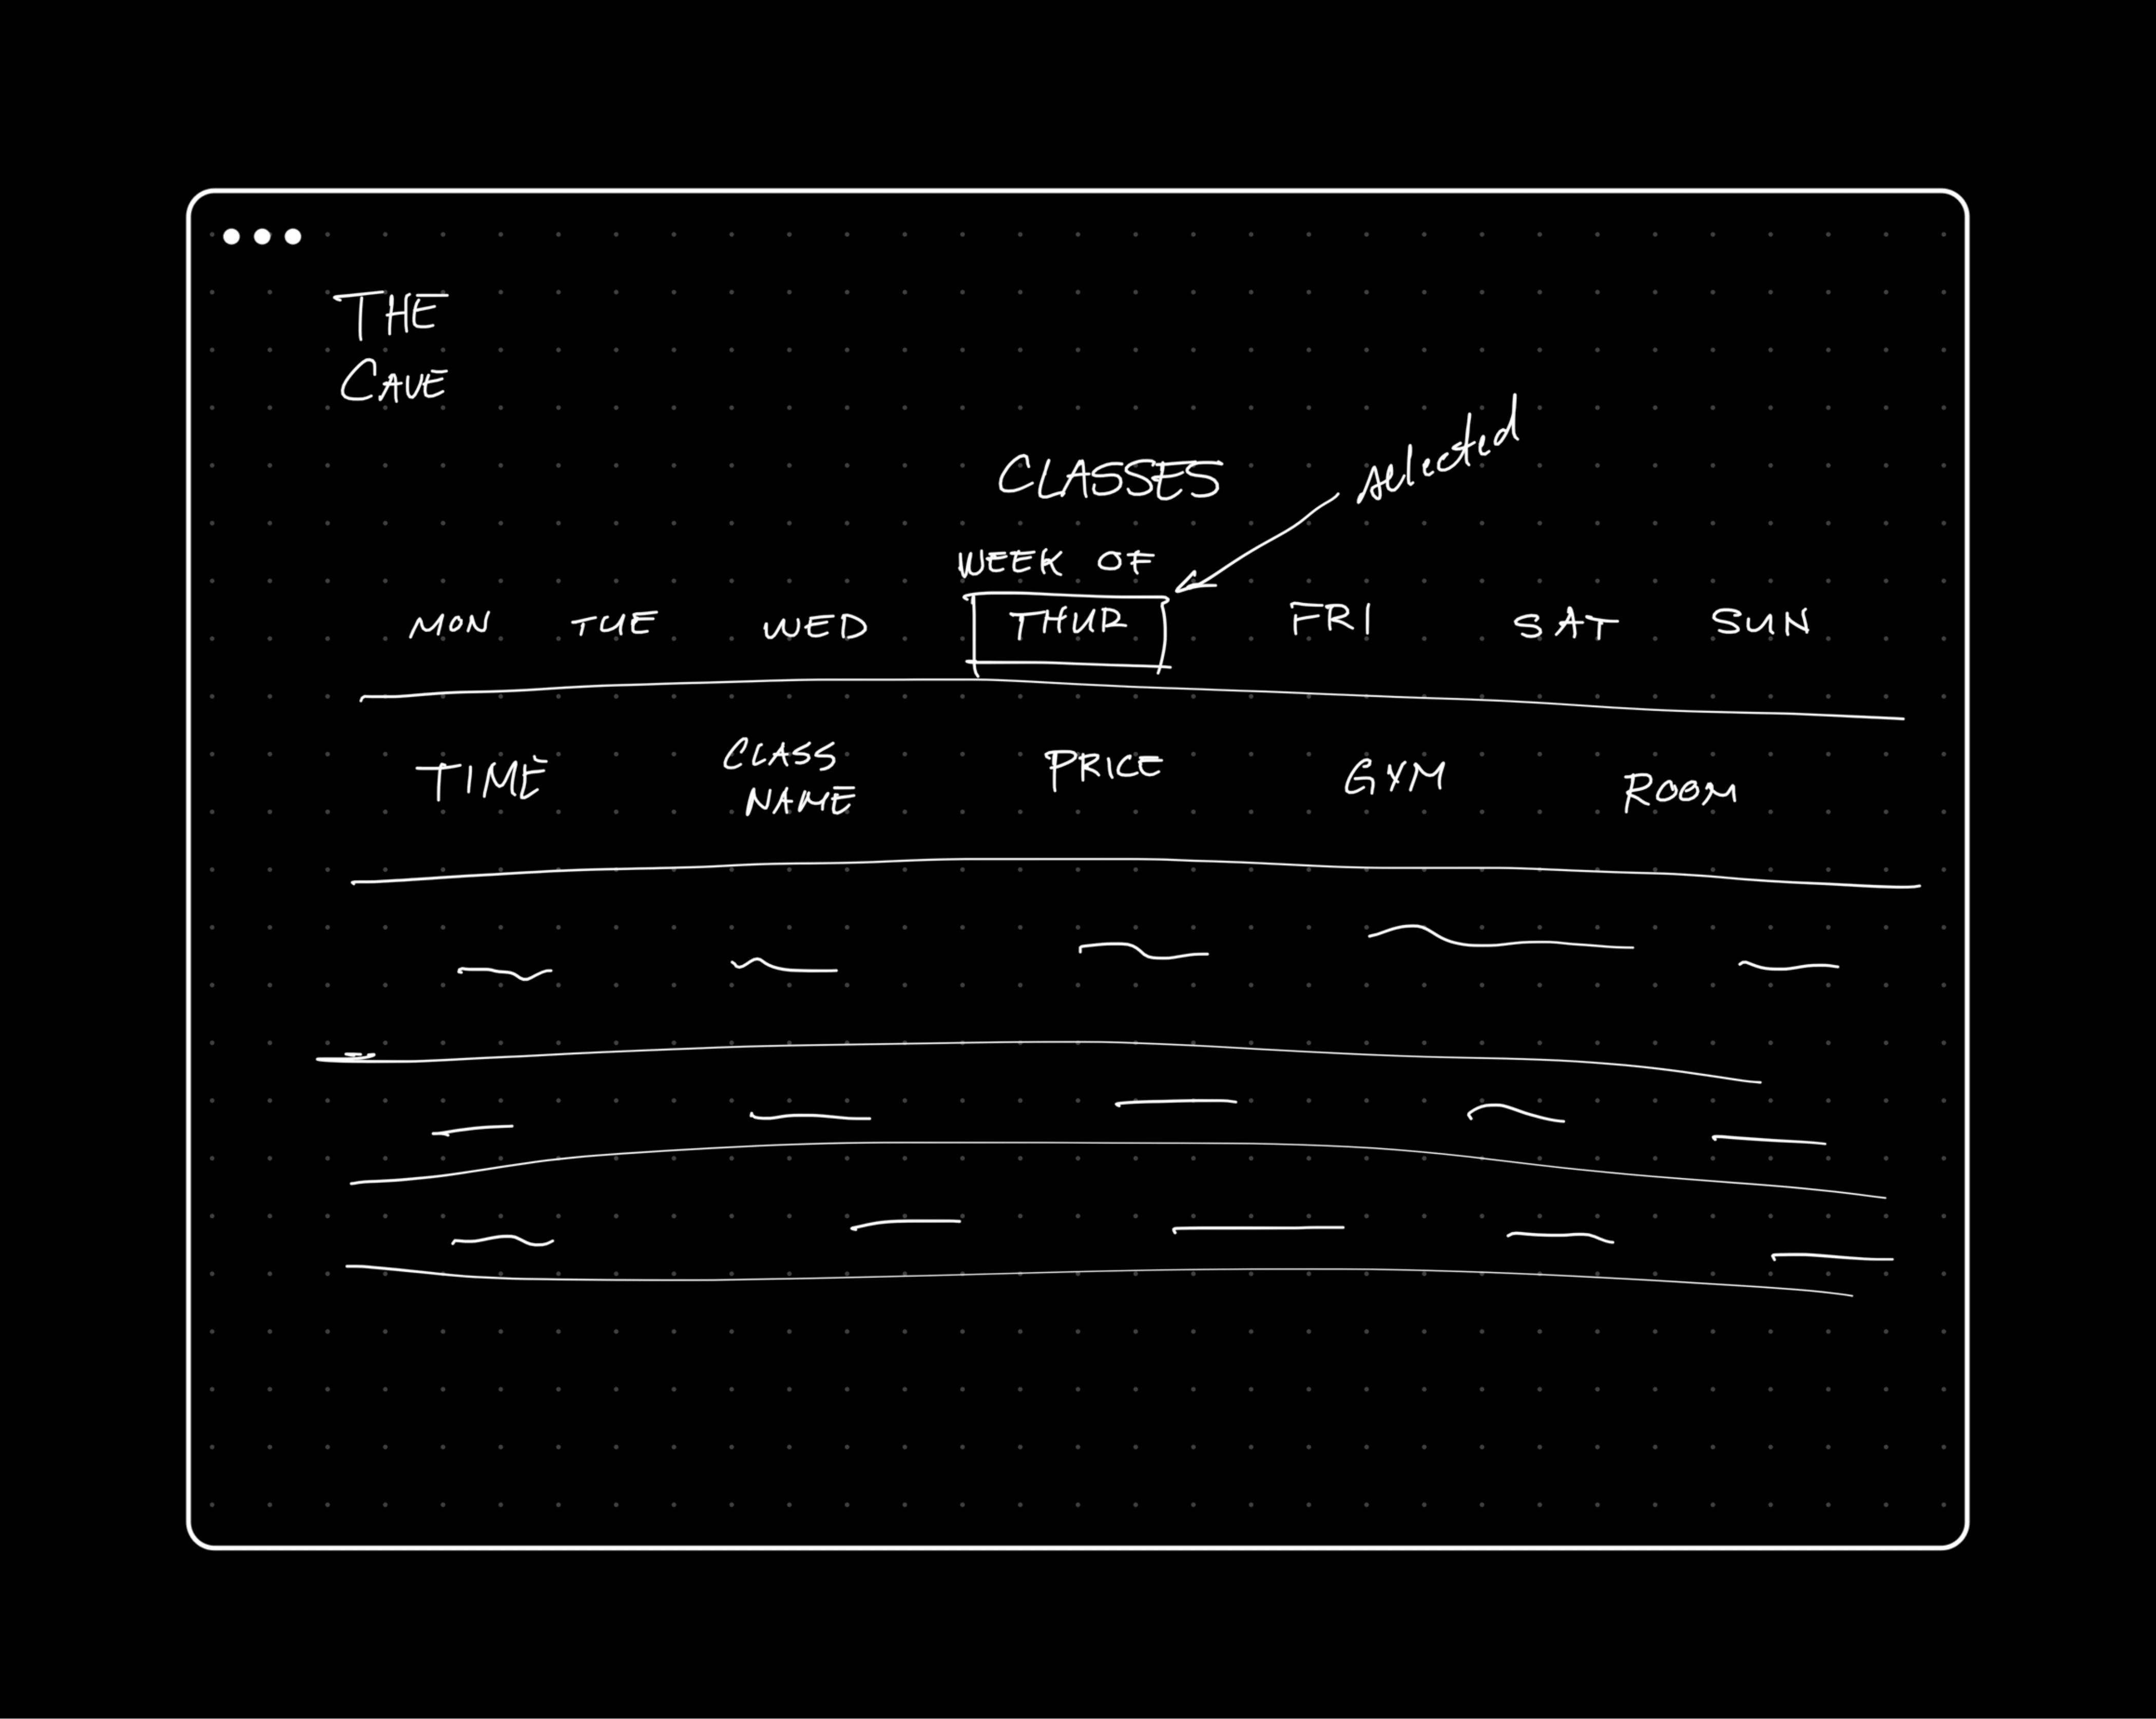 THE
CAVE
selected
CLASSES
WEEK OF
MON TUE WED THUR FRI SAT SUN
TIME CLASS NAME PRICE GYM ROOM